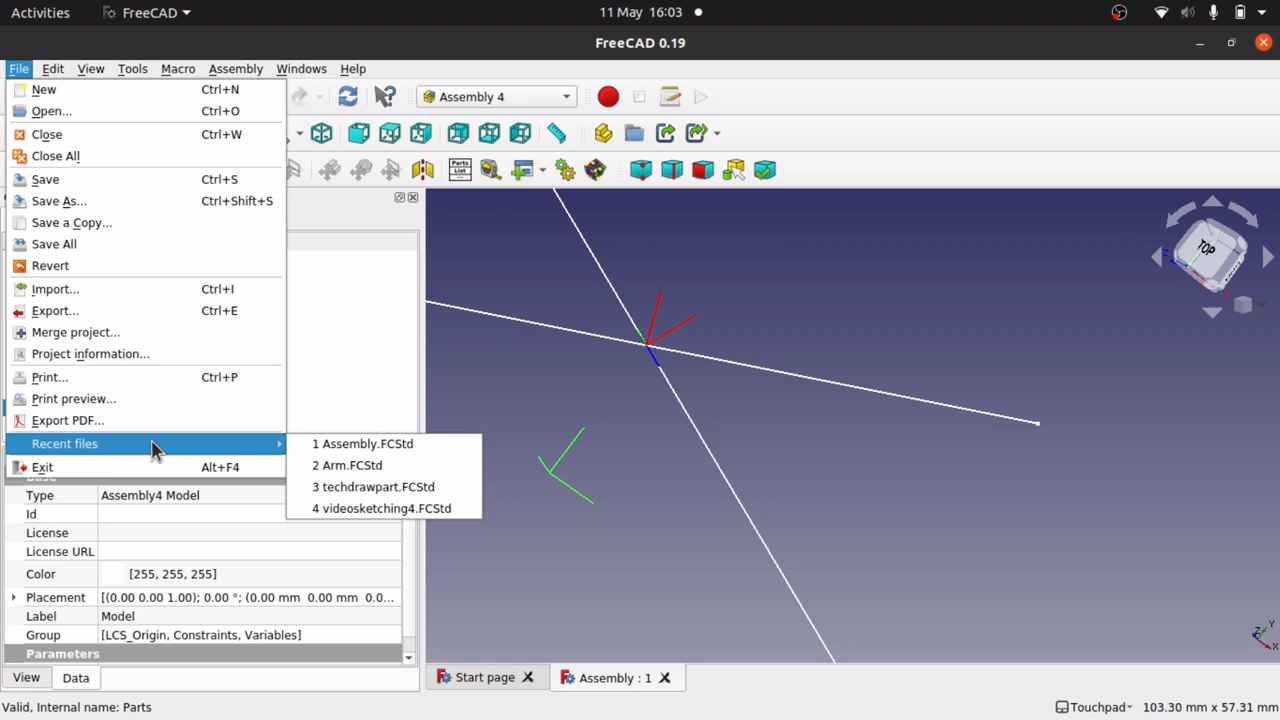 Activities FreeCAD 11 May 16:03
FreeCAD 0.19
File Edit View Tools Macro Assembly Windows Help
New Ctrl+N
Open... Ctrl+O
Close Ctrl+W
Close All
Save Ctrl+S
Save As... Ctrl+Shift+S
Save a Copy...
Save All
Revert
Import... Ctrl+I
Export... Ctrl+E
Merge project...
Project information...
Print... Ctrl+P
Print preview...
Export PDF...
Recent files
Exit Alt+F4
1 Assembly.FCStd
2 Arm.FCStd
3 techdrawpart.FCStd
4 videosketching4.FCStd
Assembly 4
Parts List
TOP
Z
Z Y
X
Base
Type Assembly4 Model
Id
License
License URL
Color [255, 255, 255]
Placement [(0.00 0.00 1.00); 0.00 °; (0.00 mm 0.00 mm 0.0...
Label Model
Group [LCS_Origin, Constraints, Variables]
Parameters
View Data
Start page Assembly : 1
Valid, Internal name: Parts Touchpad 103.30 mm x 57.31 mm